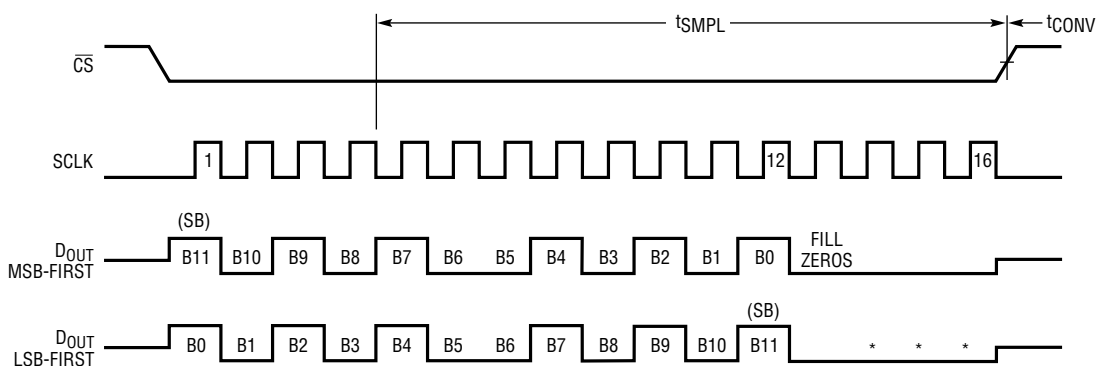 tSMPL tCONV
CS
SCLK 1 12 16
(SB)
DOUT
MSB-FIRST
B11 B10 B9 B8 B7 B6 B5 B4 B3 B2 B1 B0
FILL
ZEROS
(SB)
DOUT
LSB-FIRST
B0 B1 B2 B3 B4 B5 B6 B7 B8 B9 B10 B11 * * *